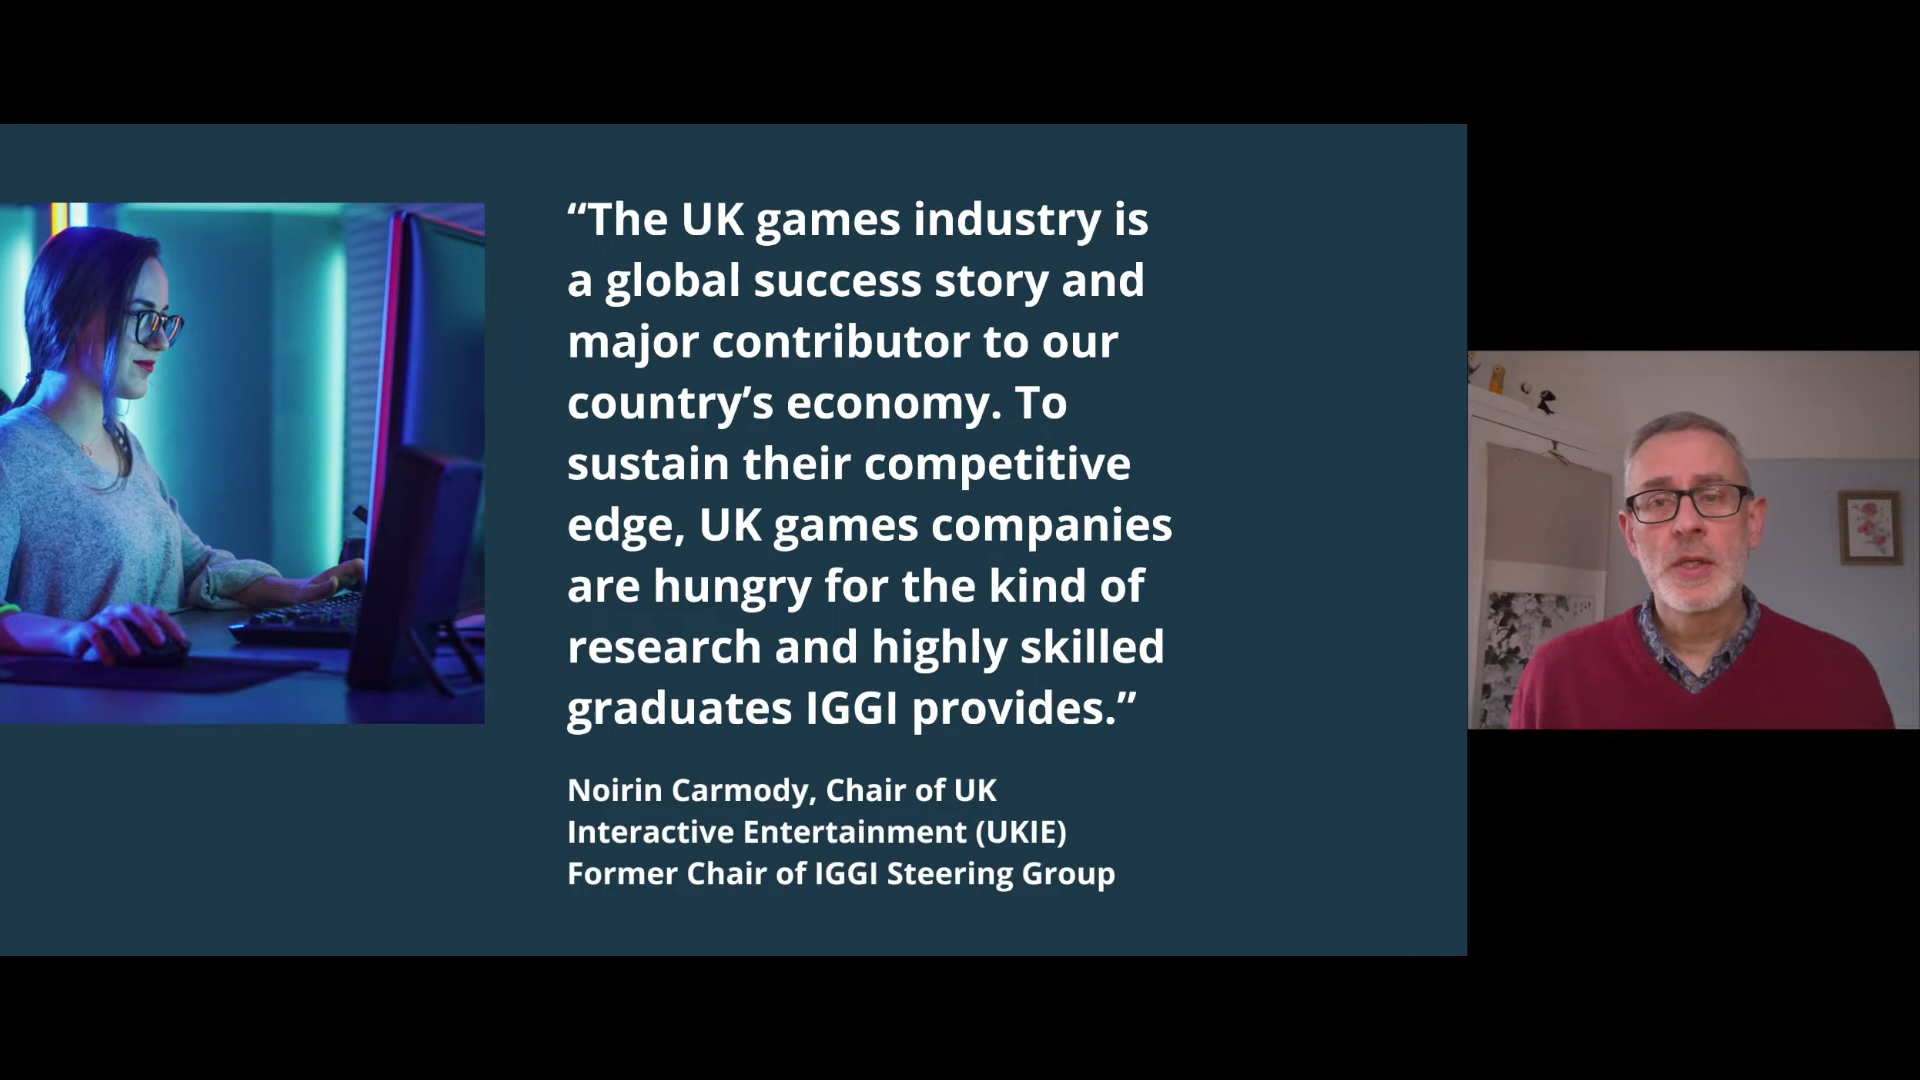 “The UK games industry is
a global success story and
major contributor to our
country’s economy. To
sustain their competitive
edge, UK games companies
are hungry for the kind of
research and highly skilled
graduates IGGI provides.”
Noirin Carmody, Chair of UK
Interactive Entertainment (UKIE)
Former Chair of IGGI Steering Group